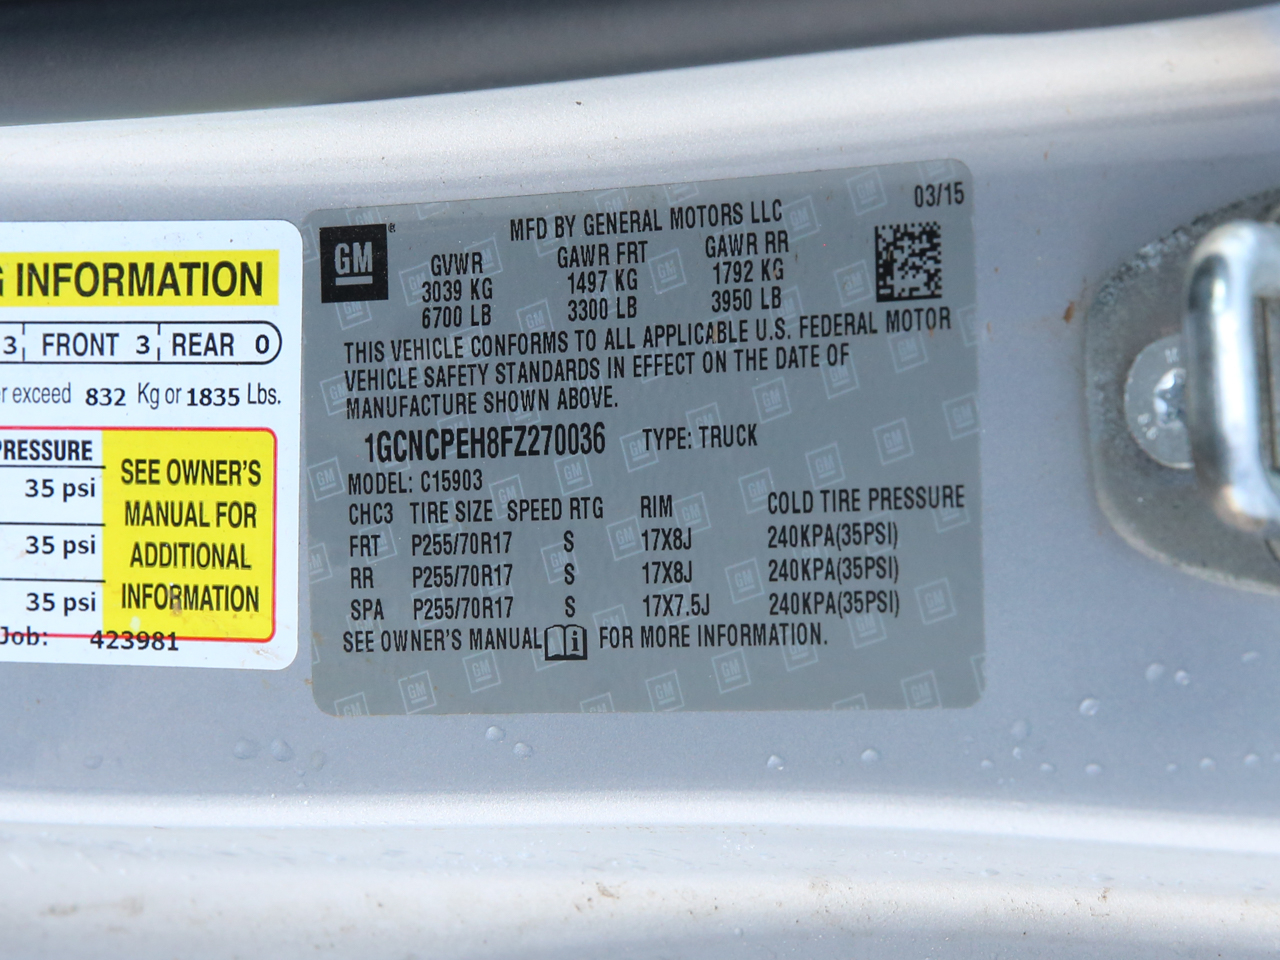 G INFORMATION
3 FRONT 3 REAR 0
er exceed 832 Kg or 1835 Lbs.
PRESSURE
35 psi
35 psi
35 psi
SEE OWNER'S
MANUAL FOR
ADDITIONAL
INFORMATION
Job: 423981
GM®
MFD BY GENERAL MOTORS LLC 03/15
GVWR GAWR FRT GAWR RR
3039 KG 1497 KG 1792 KG
6700 LB 3300 LB 3950 LB
THIS VEHICLE CONFORMS TO ALL APPLICABLE U.S. FEDERAL MOTOR
VEHICLE SAFETY STANDARDS IN EFFECT ON THE DATE OF
MANUFACTURE SHOWN ABOVE.
1GCNCPEH8FZ270036 TYPE: TRUCK
MODEL: C15903
CHC3 TIRE SIZE SPEED RTG RIM COLD TIRE PRESSURE
FRT P255/70R17 S 17X8J 240KPA(35PSI)
RR P255/70R17 S 17X8J 240KPA(35PSI)
SPA P255/70R17 S 17X7.5J 240KPA(35PSI)
SEE OWNER'S MANUAL i FOR MORE INFORMATION.